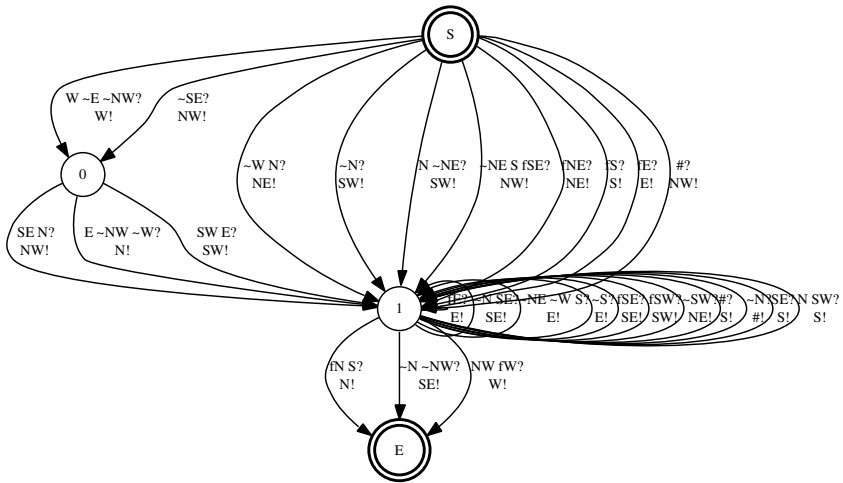 S
W ~E ~NW?
W!
~SE?
NW!
~W N?
NE!
~N?
SW!
N ~NE?
SW!
~NE S fSE?
NW!
fNE?
NE!
fS?
S!
fE?
E!
#?
NW!
0
SE N?
NW!
E ~NW ~W?
N!
SW E?
SW!
1
fE?
E!
~N SE?
SE!
~NE ~W S?
E!
~S?
E!
fSE?
SE!
fSW?
SW!
~SW?
NE!
#?
S!
~N?
#!
SE?
S!
N SW?
S!
fN S?
N!
~N ~NW?
SE!
NW fW?
W!
E